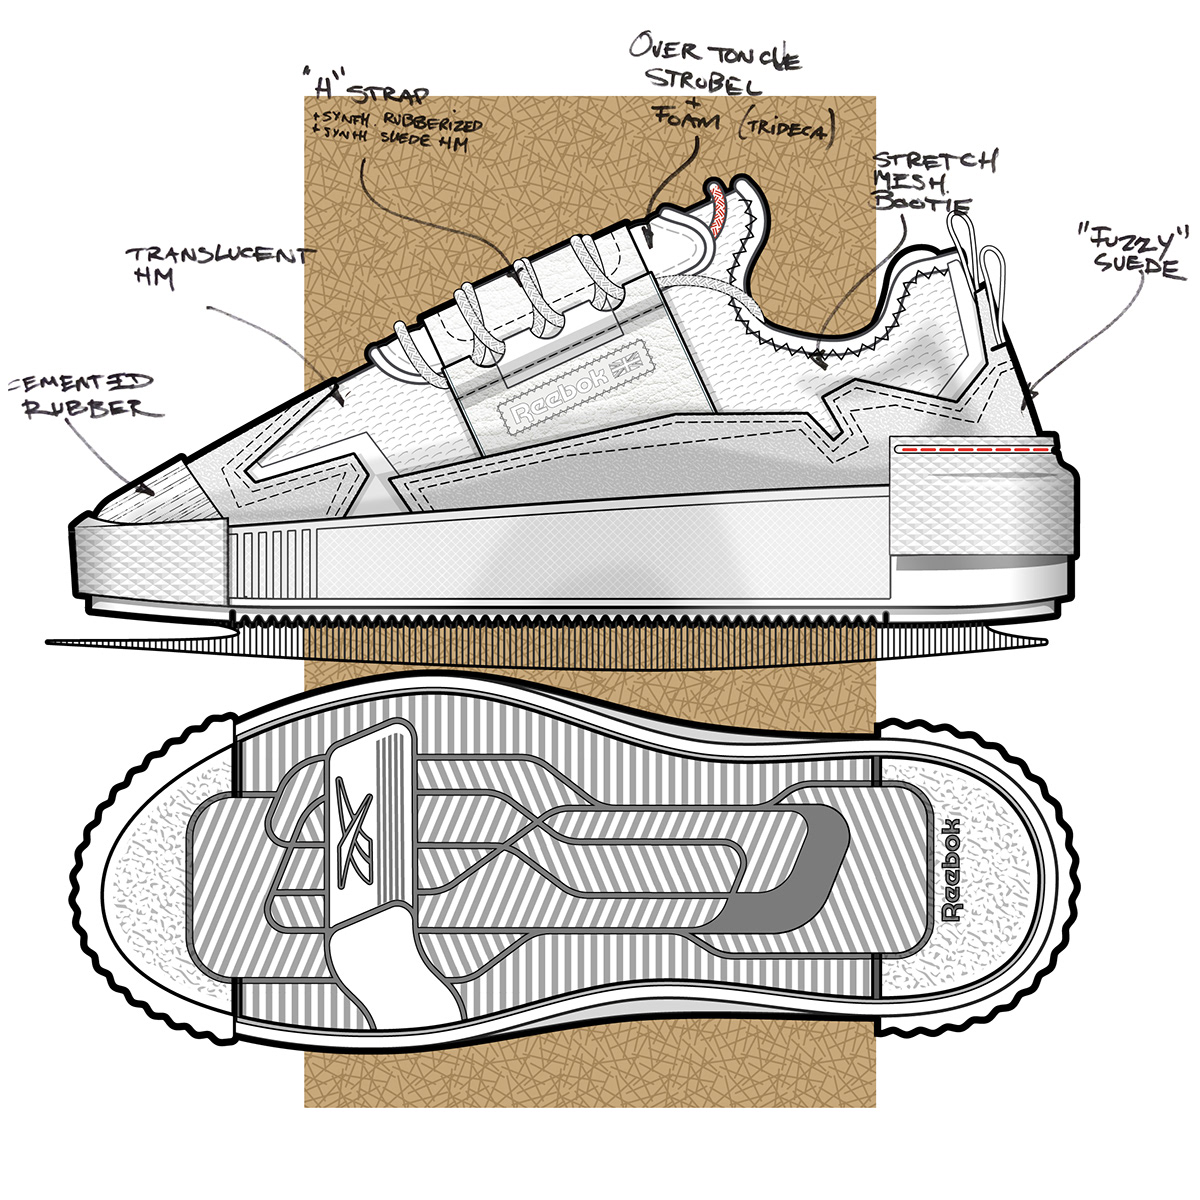 "H" STRAP
+ SYNTH. RUBBERIZED
+ SYNTH SUEDE HM
OVER TONGUE
STROBEL
+
FOAM (TRIDECA)
STRETCH
MESH.
BOOTIE
"FUZZY"
SUEDE
TRANSLUCENT
HM
CEMENTED
RUBBER
Reebok
Reebok